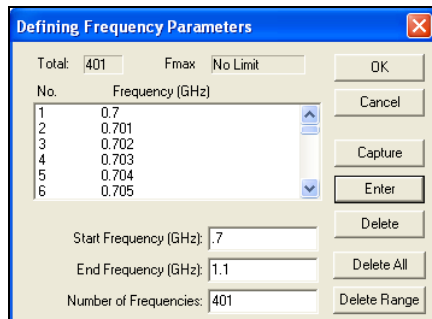 Defining Frequency Parameters
Total: 401 Fmax No Limit
No. Frequency (GHz)
1 0.7
2 0.701
3 0.702
4 0.703
5 0.704
6 0.705
Start Frequency (GHz): .7
End Frequency (GHz): 1.1
Number of Frequencies: 401
OK
Cancel
Capture
Enter
Delete
Delete All
Delete Range